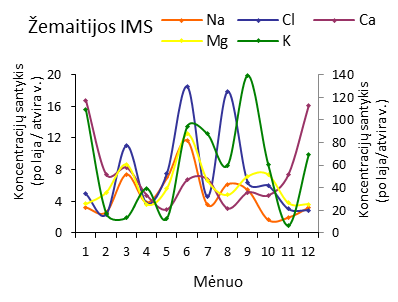 Žemaitijos IMS
Na Cl Ca
Mg K
Koncentracijų santykis
(po laja / atvira v.)
20
16
12
8
4
0
140
120
100
80
60
40
20
0
Koncentracijų santykis
(po laja/atvira v.)
1 2 3 4 5 6 7 8 9 10 11 12
Mėnuo